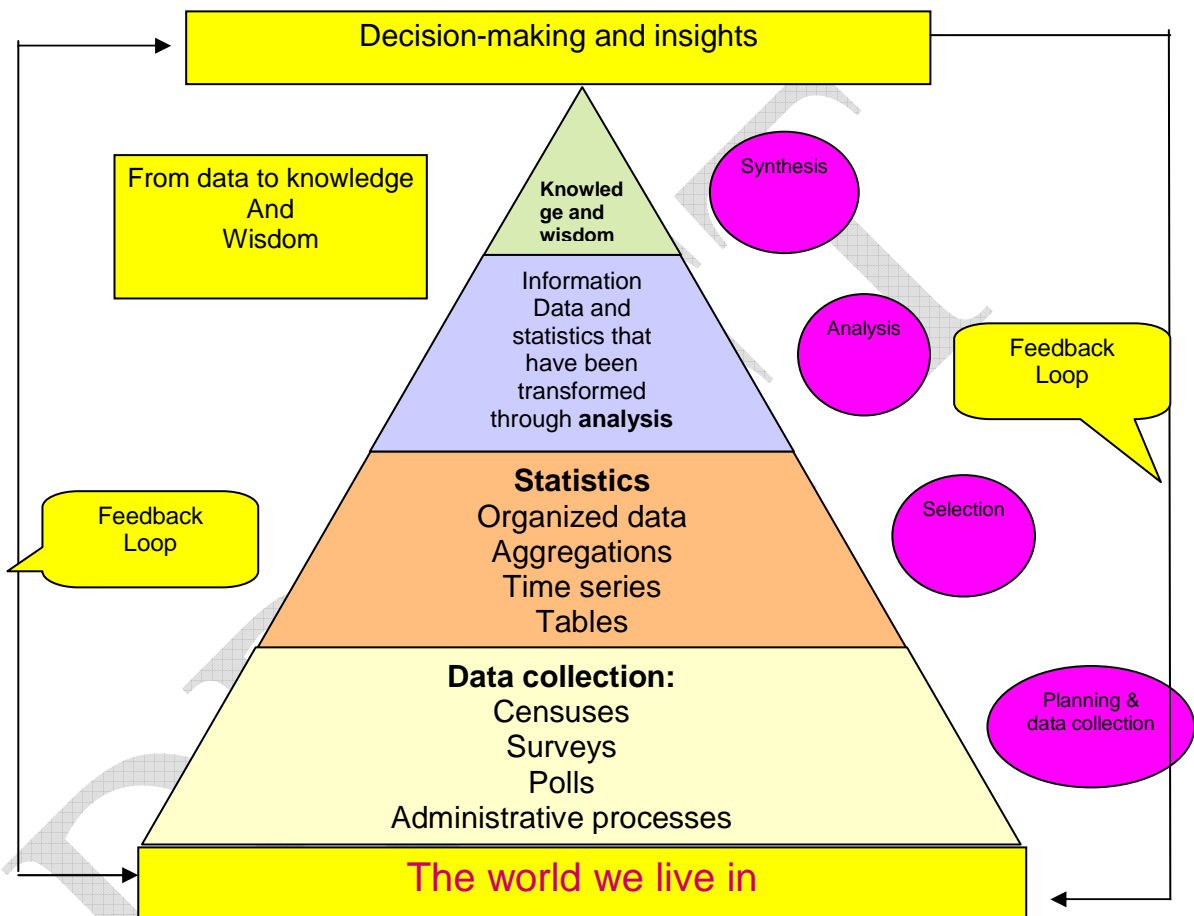 Decision-making and insights
From data to knowledge
And
Wisdom
Knowled
ge and
wisdom
Synthesis
Information
Data and
statistics that
have been
transformed
through analysis
Analysis
Feedback
Loop
Statistics
Organized data
Aggregations
Time series
Tables
Selection
Feedback
Loop
Data collection:
Censuses
Surveys
Polls
Administrative processes
Planning &
data collection
The world we live in